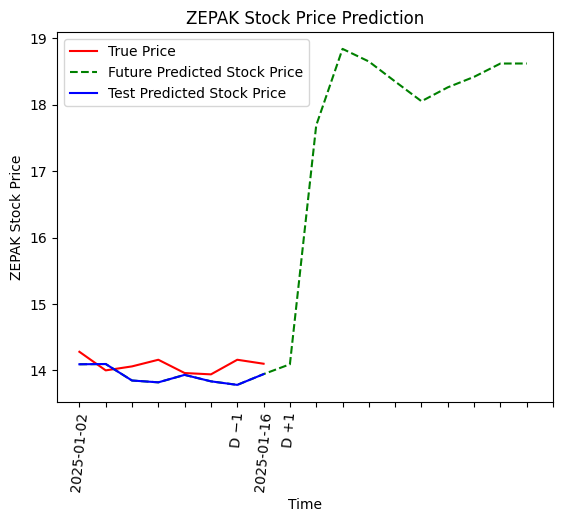 ZEPAK Stock Price Prediction
True Price
Future Predicted Stock Price
Test Predicted Stock Price
ZEPAK Stock Price
19
18
17
16
15
14
2025-01-02
D −1
2025-01-16
D +1
Time